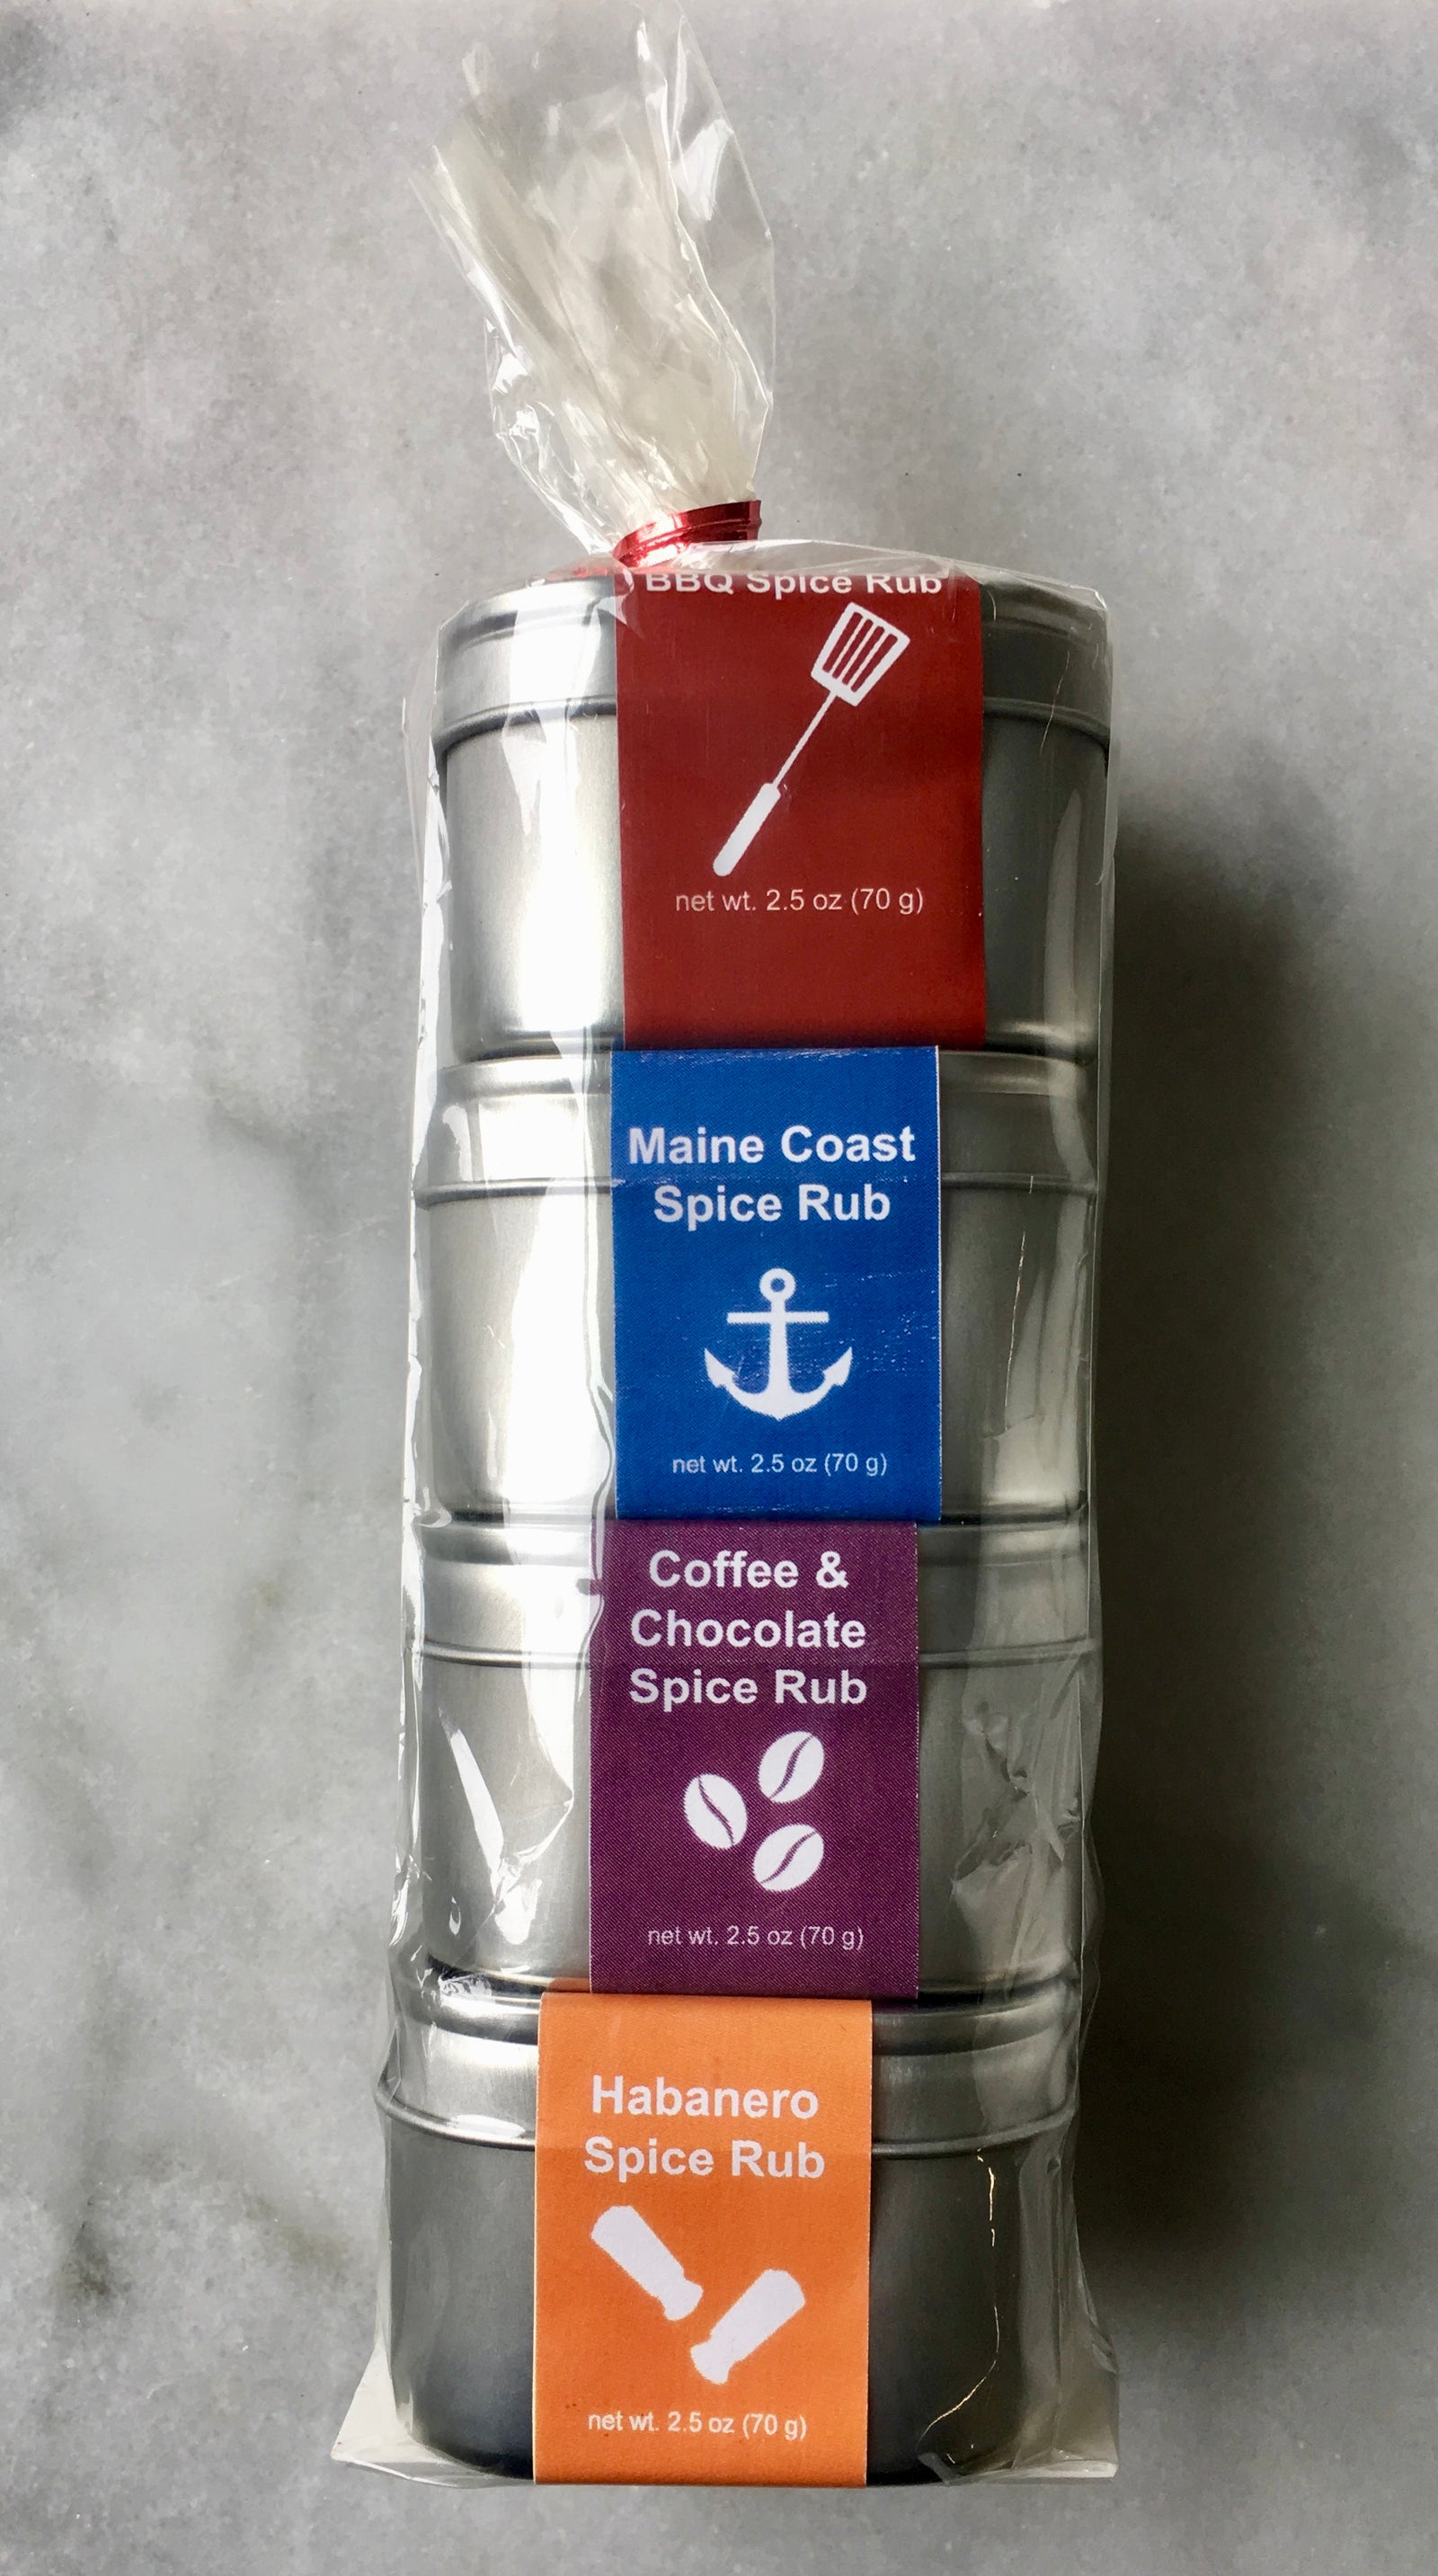 BBQ Spice Rub
net wt. 2.5 oz (70 g)
Maine Coast
Spice Rub
net wt. 2.5 oz (70 g)
Coffee &
Chocolate
Spice Rub
net wt. 2.5 oz (70 g)
Habanero
Spice Rub
net wt. 2.5 oz (70 g)